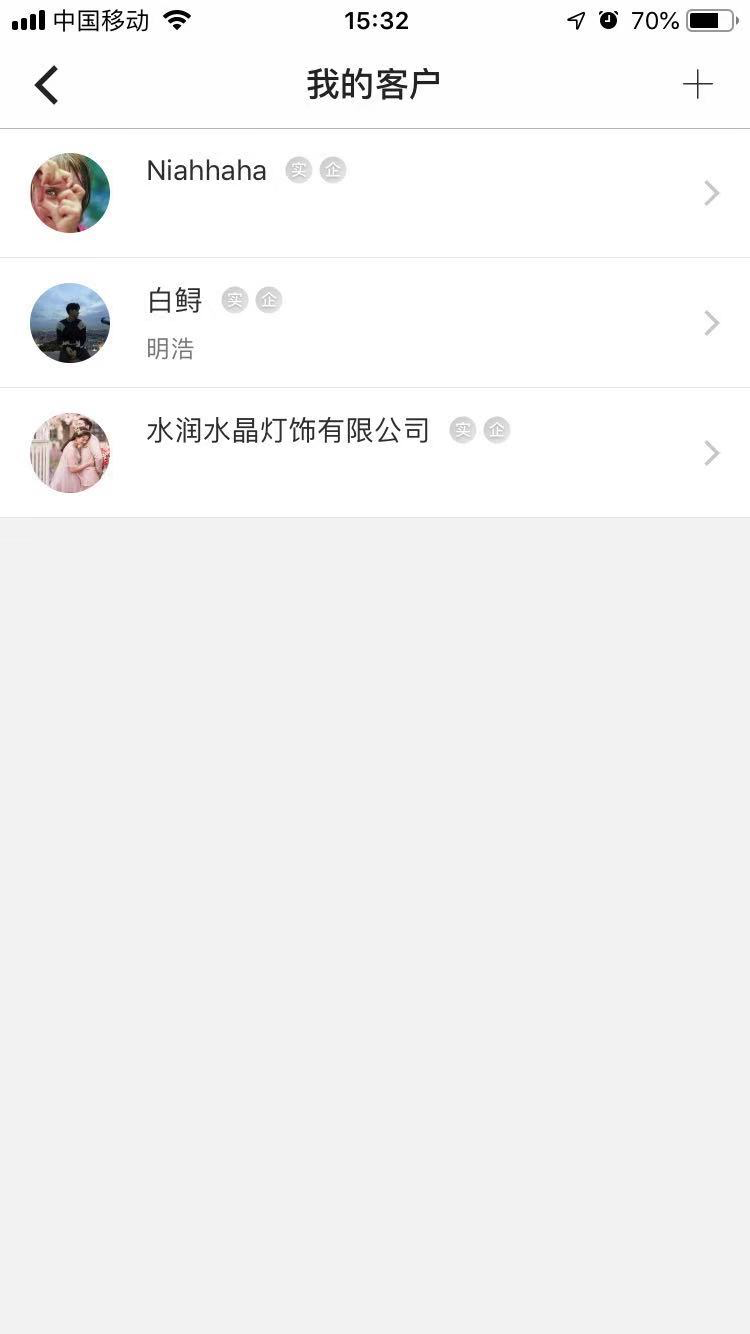 中国移动 15:32 70%
我的客户
Niahhaha 实 企
白鲟 实 企
明浩
水润水晶灯饰有限公司 实 企